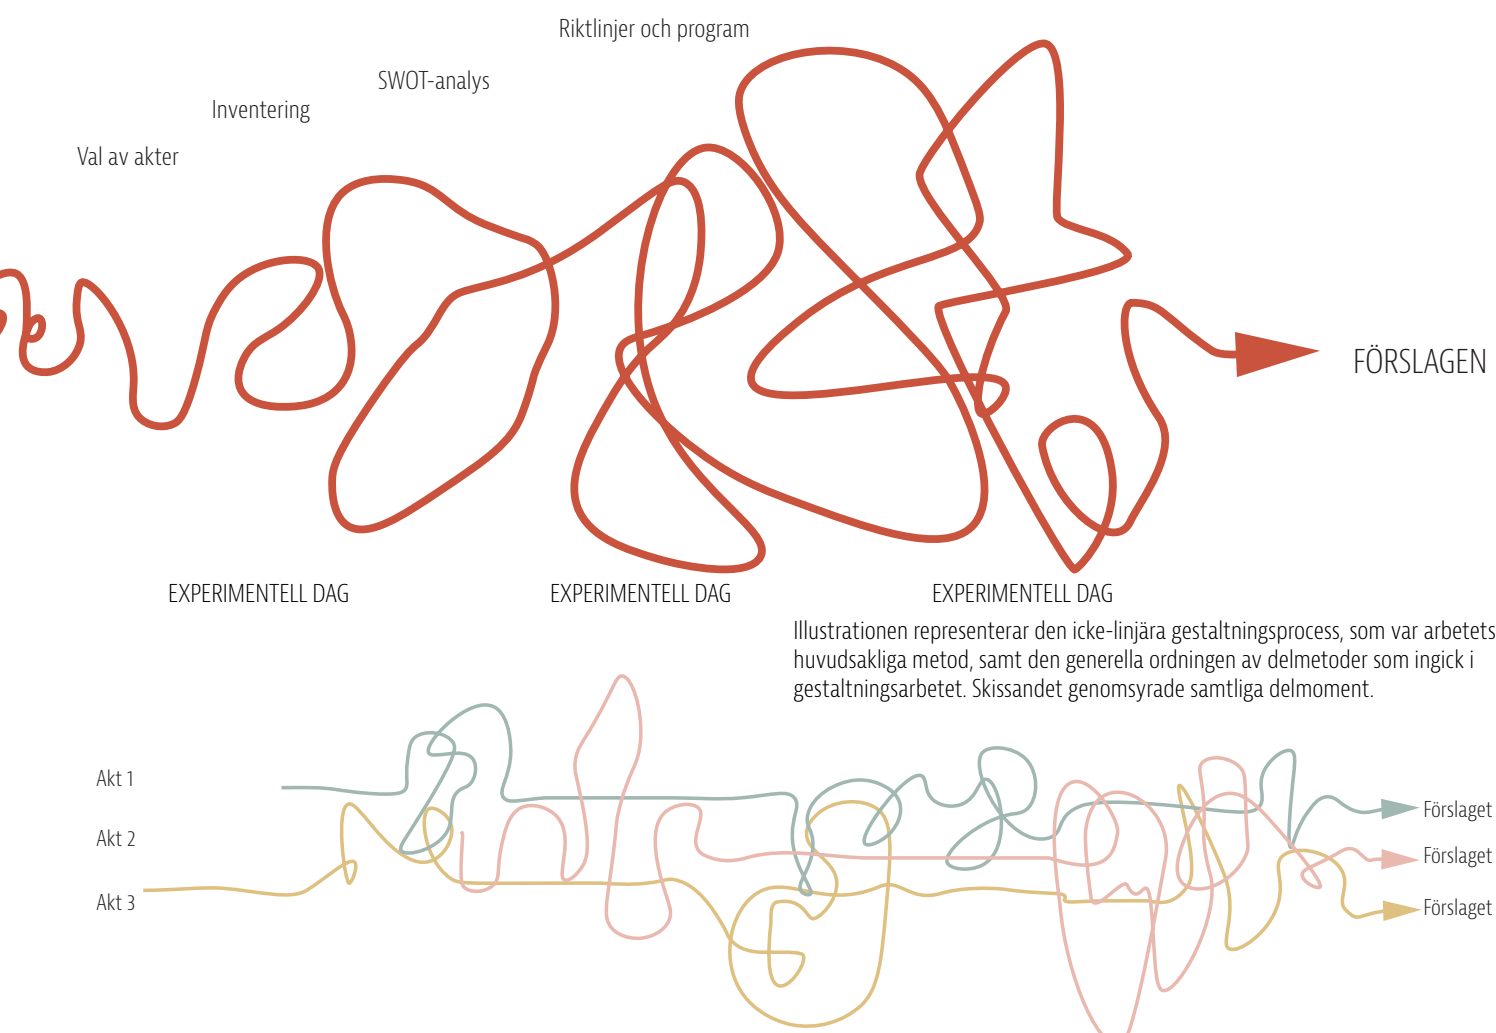 Riktlinjer och program
SWOT-analys
Inventering
Val av akter
FÖRSLAGEN
EXPERIMENTELL DAG
EXPERIMENTELL DAG
EXPERIMENTELL DAG
Illustrationen representerar den icke-linjära gestaltningsprocess, som var arbetets
huvudsakliga metod, samt den generella ordningen av delmetoder som ingick i
gestaltningsarbetet. Skissandet genomsyrade samtliga delmoment.
Akt 1
Akt 2
Akt 3
Förslaget
Förslaget
Förslaget